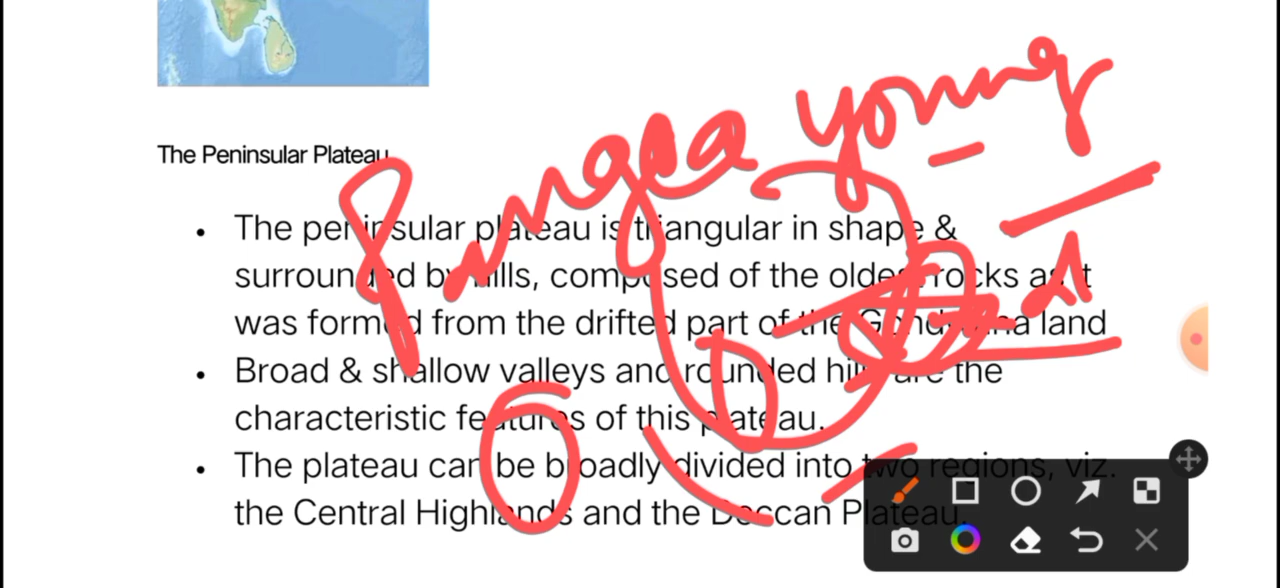 Pangea young
The Peninsular Plateau
• The peninsular plateau is triangular in shape &
surrounded by hills, composed of the oldest rocks as it
was formed from the drifted part of the Gondwana land
• Broad & shallow valleys and rounded hills are the
characteristic features of this plateau.
• The plateau can be broadly divided into two regions, viz.
the Central Highlands and the Deccan Plateau.